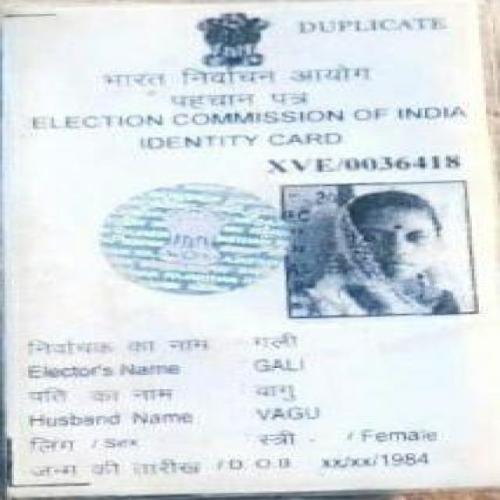 DUPLICATE
भारत निर्वाचन आयोग
पहचान पत्र
ELECTION COMMISSION OF INDIA
IDENTITY CARD
XVE/0036418
निर्वाचक का नाम गली
Elector's Name GALI
पति का नाम वागु
Husband Name VAGU
लिंग / Sex स्त्री - / Female
जन्म की तारीख / D.O.B xx/xx/1984